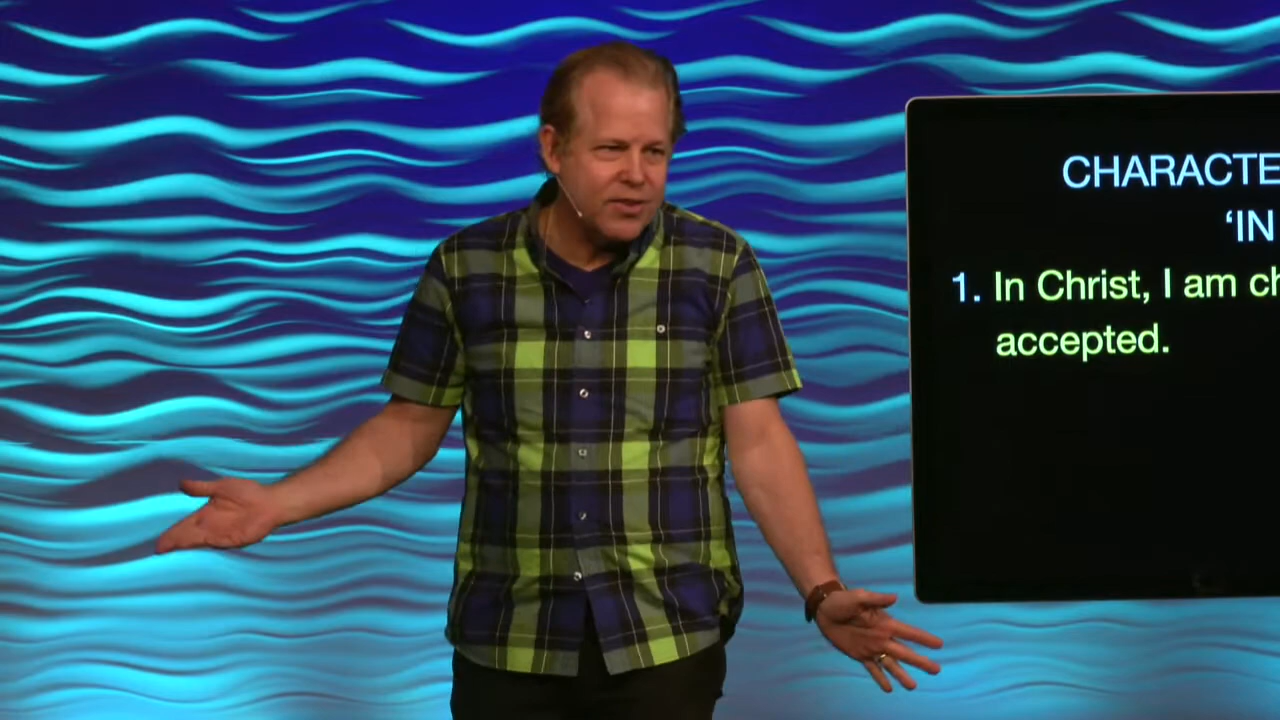 CHARACTE
‘IN
1. In Christ, I am ch
accepted.